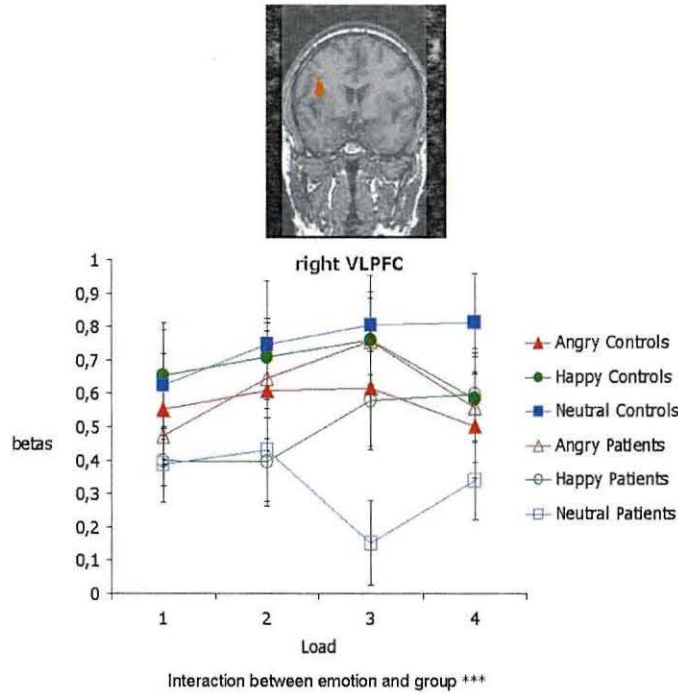 right VLPFC
1
0,9
0,8
0,7
0,6
0,5
0,4
0,3
0,2
0,1
0
betas
1 2 3 4
Load
Angry Controls
Happy Controls
Neutral Controls
Angry Patients
Happy Patients
Neutral Patients
Interaction between emotion and group ***